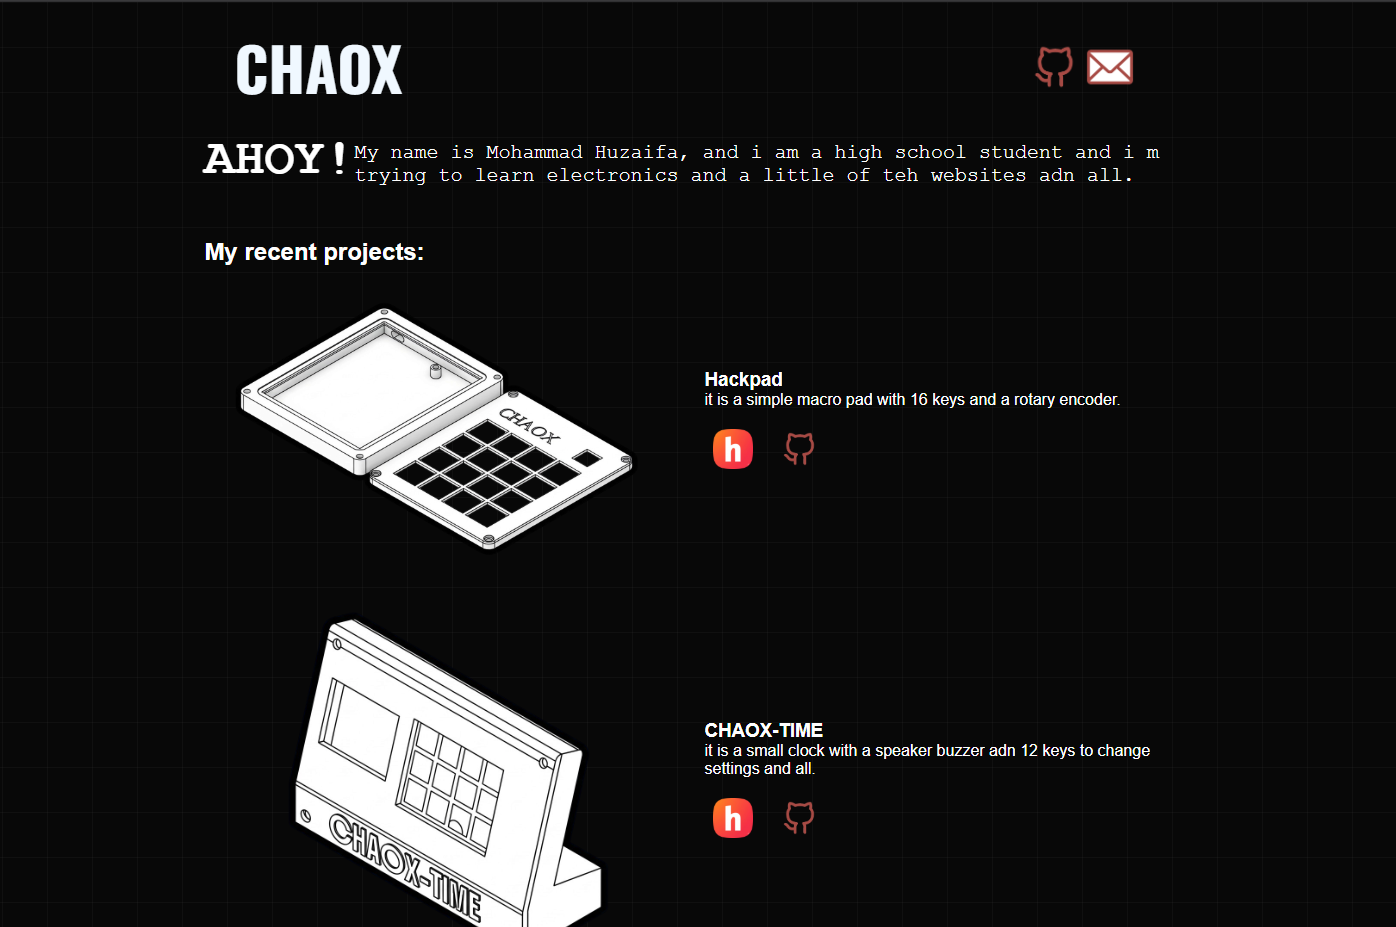 CHAOX
AHOY!
My name is Mohammad Huzaifa, and i am a high school student and i m
trying to learn electronics and a little of teh websites adn all.
My recent projects:
CHAOX
Hackpad
it is a simple macro pad with 16 keys and a rotary encoder.
h
CHAOX-TIME
it is a small clock with a speaker buzzer adn 12 keys to change
settings and all.
h
CHAOX-TIME